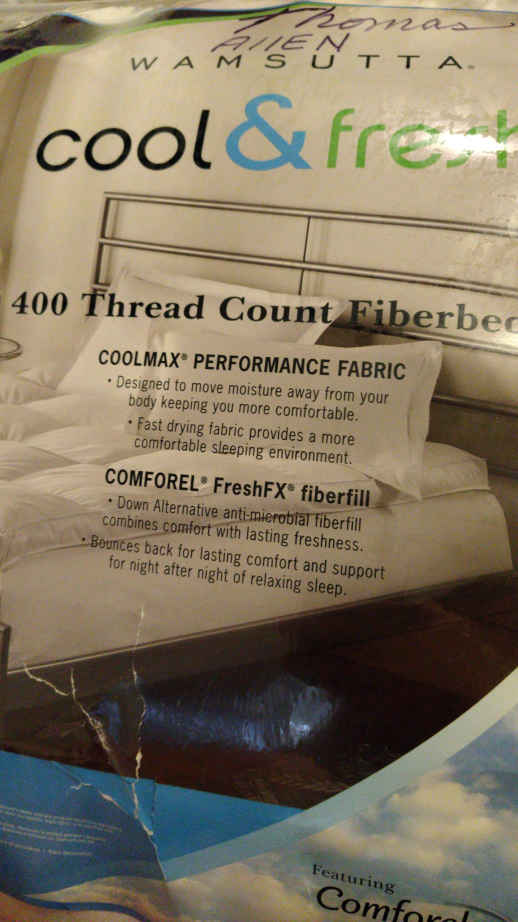 Thomas
AllEN
WAMSUTTA®
cool&fresh
400 Thread Count Fiberbed
COOLMAX® PERFORMANCE FABRIC
• Designed to move moisture away from your
body keeping you more comfortable.
• Fast drying fabric provides a more
comfortable sleeping environment.
COMFOREL® FreshFX® fiberfill
• Down Alternative anti-microbial fiberfill
combines comfort with lasting freshness.
• Bounces back for lasting comfort and support
for night after night of relaxing sleep.
Featuring
Comforel